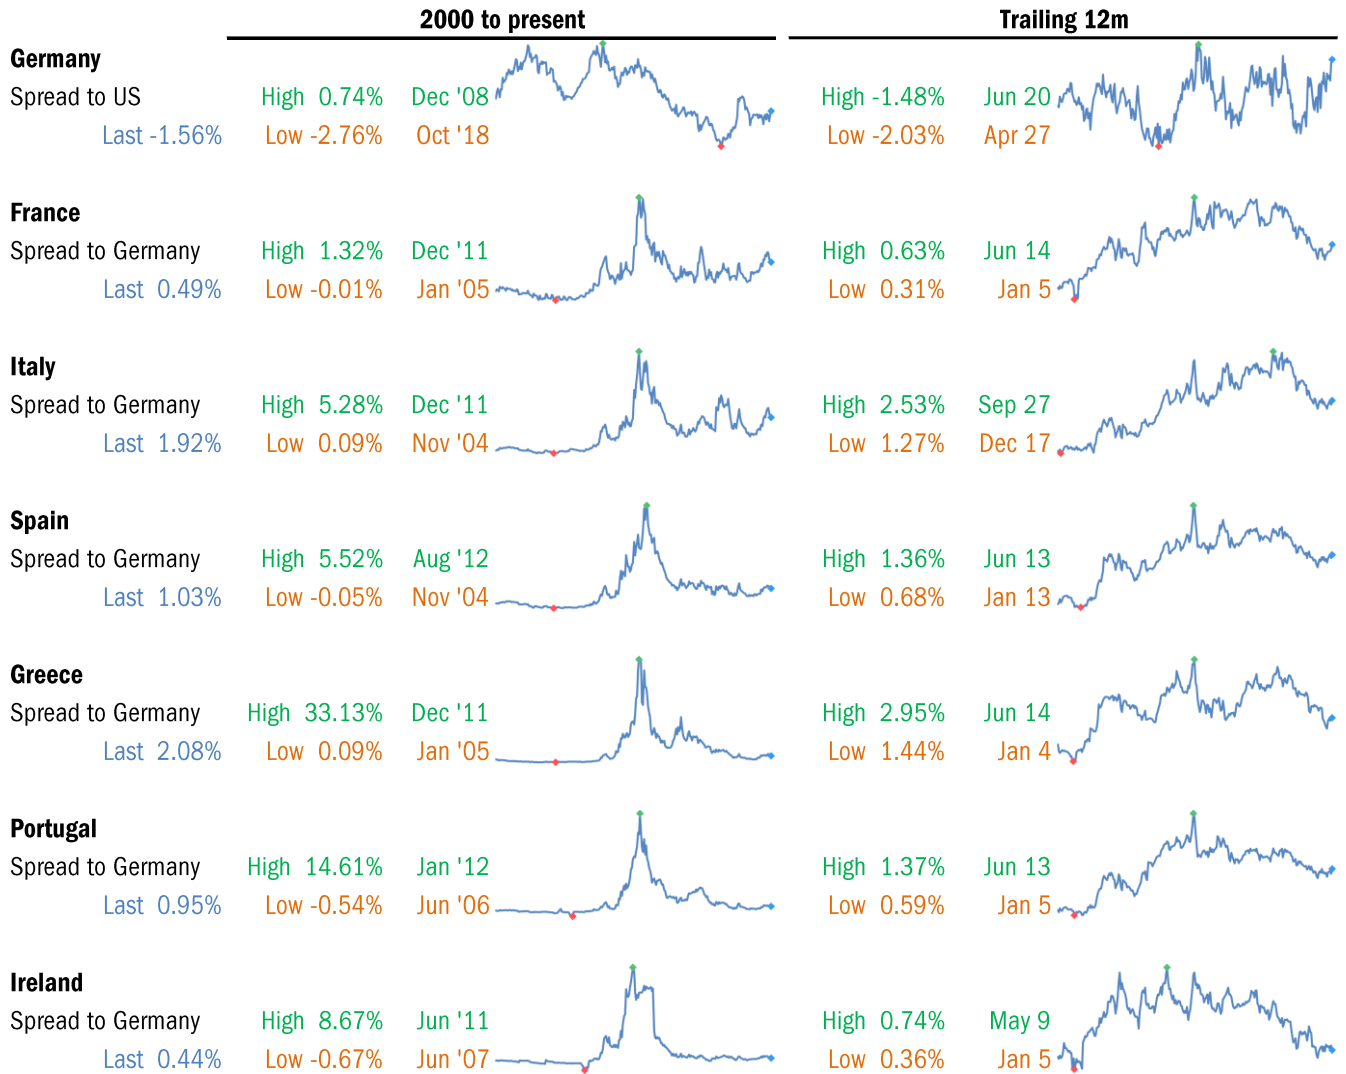 2000 to present Trailing 12m
Germany
Spread to US High 0.74% Dec '08 High -1.48% Jun 20
Last -1.56% Low -2.76% Oct '18 Low -2.03% Apr 27
France
Spread to Germany High 1.32% Dec '11 High 0.63% Jun 14
Last 0.49% Low -0.01% Jan '05 Low 0.31% Jan 5
Italy
Spread to Germany High 5.28% Dec '11 High 2.53% Sep 27
Last 1.92% Low 0.09% Nov '04 Low 1.27% Dec 17
Spain
Spread to Germany High 5.52% Aug '12 High 1.36% Jun 13
Last 1.03% Low -0.05% Nov '04 Low 0.68% Jan 13
Greece
Spread to Germany High 33.13% Dec '11 High 2.95% Jun 14
Last 2.08% Low 0.09% Jan '05 Low 1.44% Jan 4
Portugal
Spread to Germany High 14.61% Jan '12 High 1.37% Jun 13
Last 0.95% Low -0.54% Jun '06 Low 0.59% Jan 5
Ireland
Spread to Germany High 8.67% Jun '11 High 0.74% May 9
Last 0.44% Low -0.67% Jun '07 Low 0.36% Jan 5